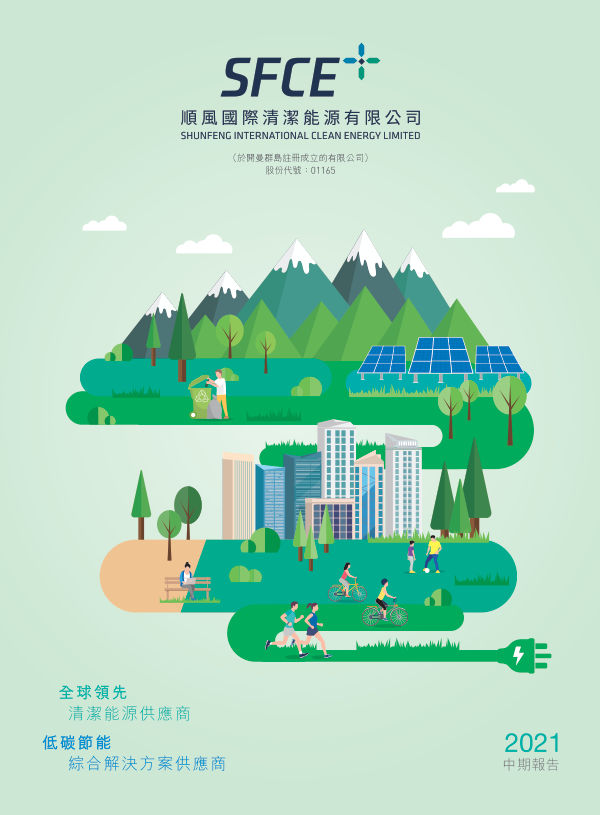 SFCE
順風國際清潔能源有限公司
SHUNFENG INTERNATIONAL CLEAN ENERGY LIMITED
（於開曼群島註冊成立的有限公司）
股份代號：01165
全球領先
清潔能源供應商
低碳節能
綜合解決方案供應商
2021
中期報告